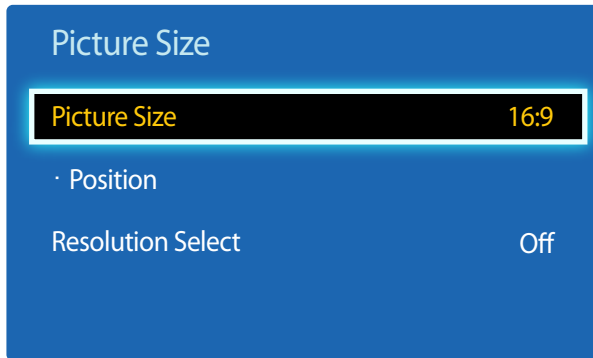 Picture Size
Picture Size 16:9
· Position
Resolution Select Off